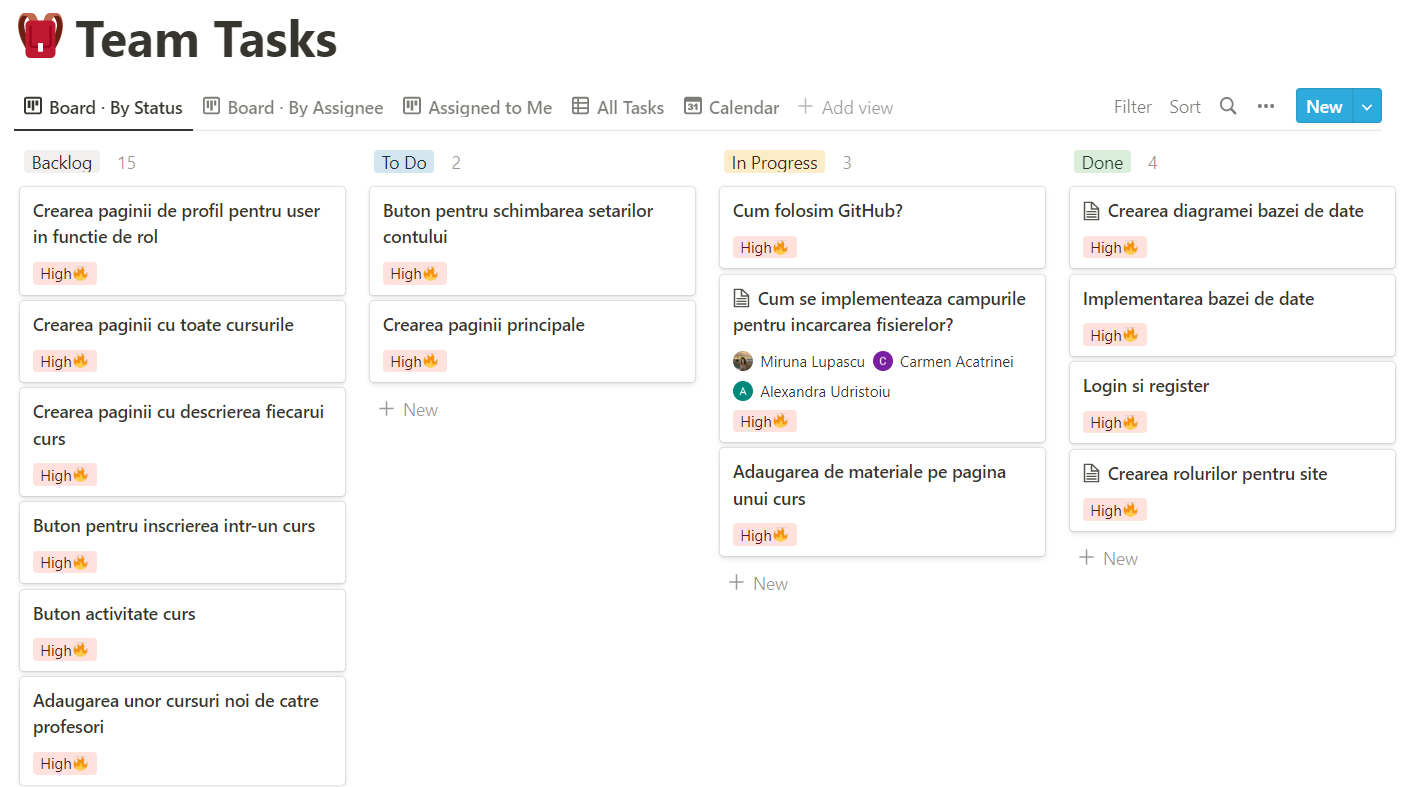 Team Tasks
Board · By Status
Board · By Assignee
Assigned to Me
All Tasks
31
Calendar
Add view
Filter
Sort
New
Backlog 15
Crearea paginii de profil pentru user
in functie de rol
High
Crearea paginii cu toate cursurile
High
Crearea paginii cu descrierea fiecarui
curs
High
Buton pentru inscrierea intr-un curs
High
Buton activitate curs
High
Adaugarea unor cursuri noi de catre
profesori
High
To Do 2
Buton pentru schimbarea setarilor
contului
High
Crearea paginii principale
High
New
In Progress 3
Cum folosim GitHub?
High
Cum se implementeaza campurile
pentru incarcarea fisierelor?
Miruna Lupascu C Carmen Acatrinei
A Alexandra Udristoiu
High
Adaugarea de materiale pe pagina
unui curs
High
New
Done 4
Crearea diagramei bazei de date
High
Implementarea bazei de date
High
Login si register
High
Crearea rolurilor pentru site
High
New